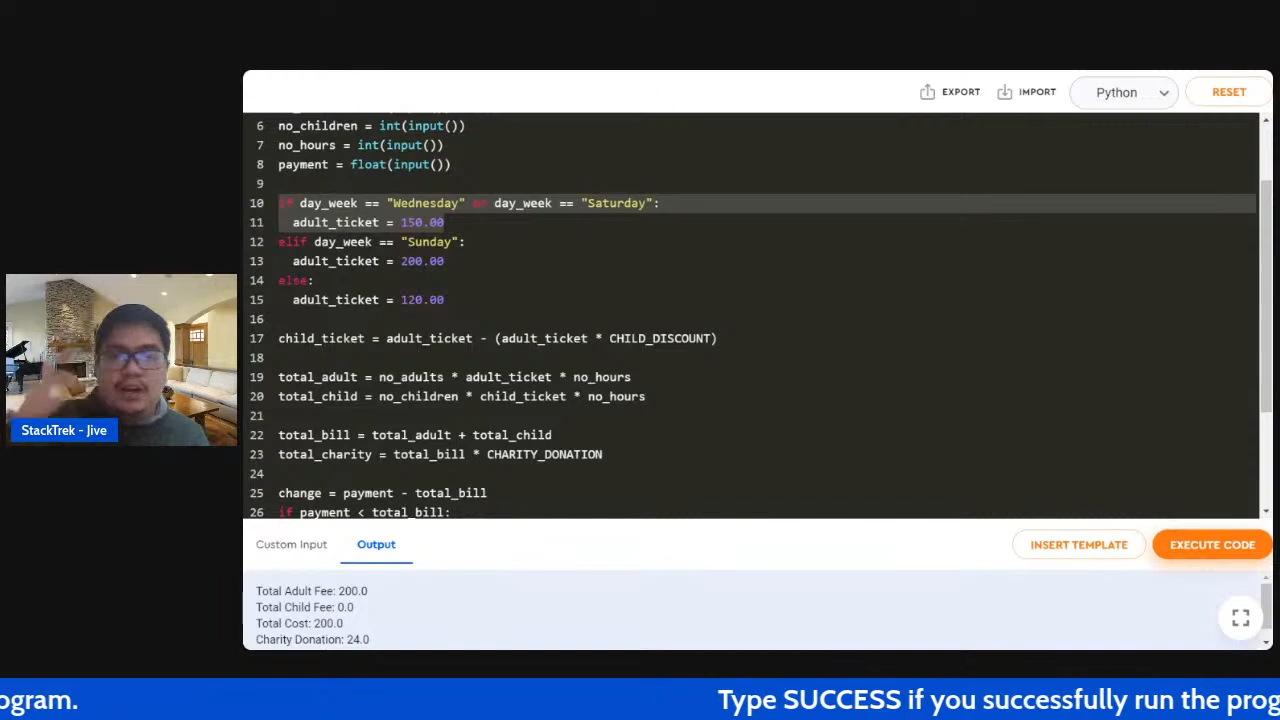 EXPORT
IMPORT
Python
RESET
6 no_children = int(input())
7 no_hours = int(input())
8 payment = float(input())
9
10 if day_week == "Wednesday" or day_week == "Saturday":
11 adult_ticket = 150.00
12 elif day_week == "Sunday":
13 adult_ticket = 200.00
14 else:
15 adult_ticket = 120.00
16
17 child_ticket = adult_ticket - (adult_ticket * CHILD_DISCOUNT)
18
19 total_adult = no_adults * adult_ticket * no_hours
20 total_child = no_children * child_ticket * no_hours
21
22 total_bill = total_adult + total_child
23 total_charity = total_bill * CHARITY_DONATION
24
25 change = payment - total_bill
26 if payment < total_bill:
StackTrek - Jive
Custom Input
Output
INSERT TEMPLATE
EXECUTE CODE
Total Adult Fee: 200.0
Total Child Fee: 0.0
Total Cost: 200.0
Charity Donation: 24.0
ogram.
Type SUCCESS if you successfully run the prog